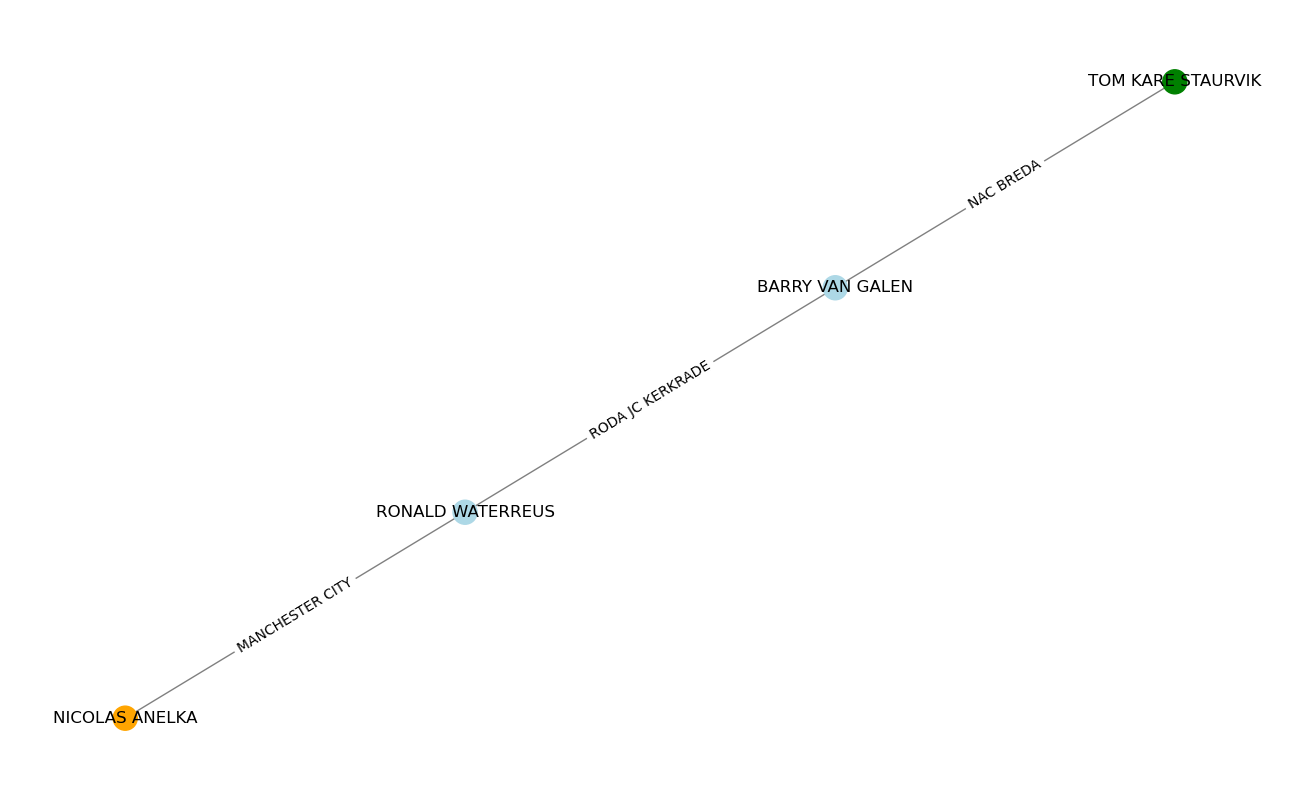 TOM KARE STAURVIK
NAC BREDA
BARRY VAN GALEN
RODA JC KERKRADE
RONALD WATERREUS
MANCHESTER CITY
NICOLAS ANELKA